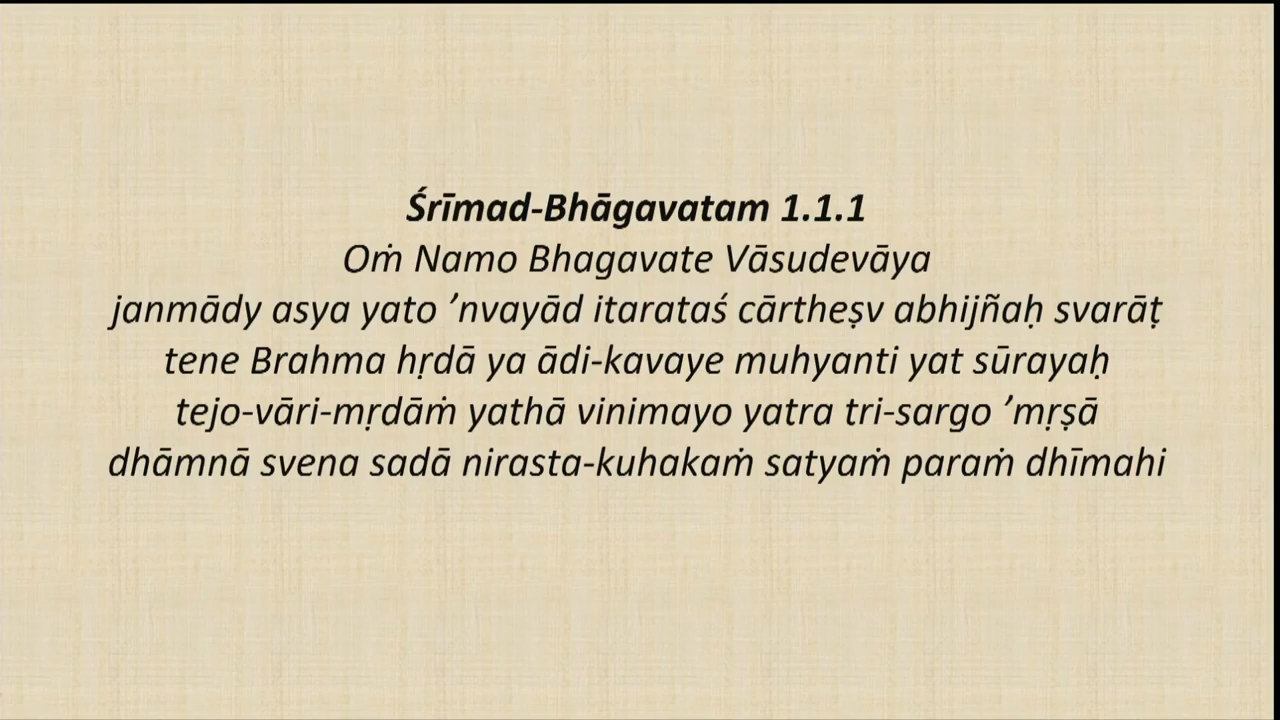 Śrīmad-Bhāgavatam 1.1.1
Oṁ Namo Bhagavate Vāsudevāya
janmādy asya yato ’nvayād itarataś cārtheṣv abhijñaḥ svarāṭ
tene Brahma hṛdā ya ādi-kavaye muhyanti yat sūrayaḥ
tejo-vāri-mṛdāṁ yathā vinimayo yatra tri-sargo ’mṛṣā
dhāmnā svena sadā nirasta-kuhakaṁ satyaṁ paraṁ dhīmahi